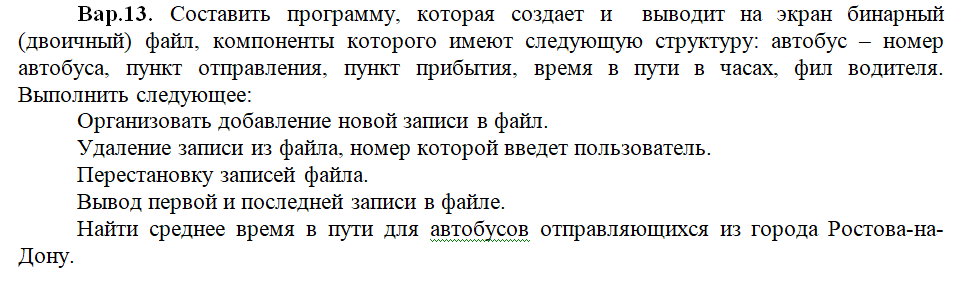 Вар.13. Составить программу, которая создает и выводит на экран бинарный
(двоичный) файл, компоненты которого имеют следующую структуру: автобус – номер
автобуса, пункт отправления, пункт прибытия, время в пути в часах, фил водителя.
Выполнить следующее:
Организовать добавление новой записи в файл.
Удаление записи из файла, номер которой введет пользователь.
Перестановку записей файла.
Вывод первой и последней записи в файле.
Найти среднее время в пути для автобусов отправляющихся из города Ростова-на-
Дону.